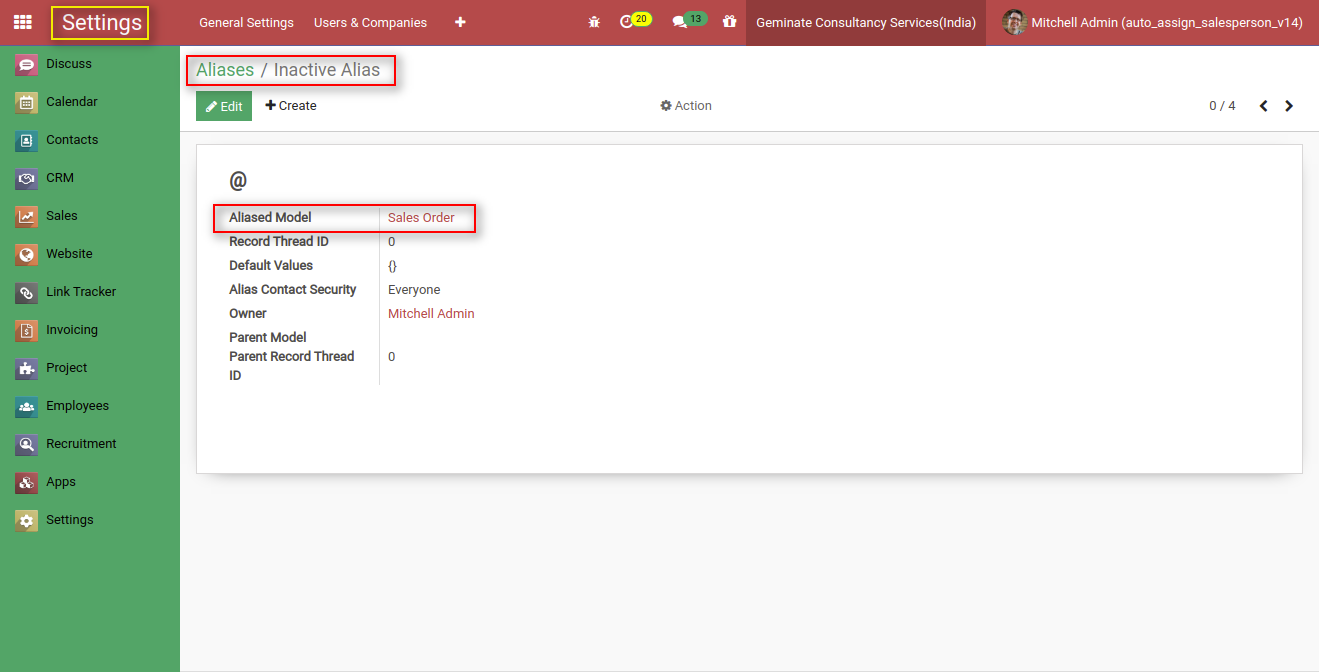 Settings General Settings Users & Companies 20 13 Geminate Consultancy Services(India) Mitchell Admin (auto_assign_salesperson_v14)
Discuss
Calendar
Contacts
CRM
Sales
Website
Link Tracker
Invoicing
Project
Employees
Recruitment
Apps
Settings
Aliases / Inactive Alias
Edit Create Action 0 / 4
@
Aliased Model Sales Order
Record Thread ID 0
Default Values {}
Alias Contact Security Everyone
Owner Mitchell Admin
Parent Model
Parent Record Thread 0
ID